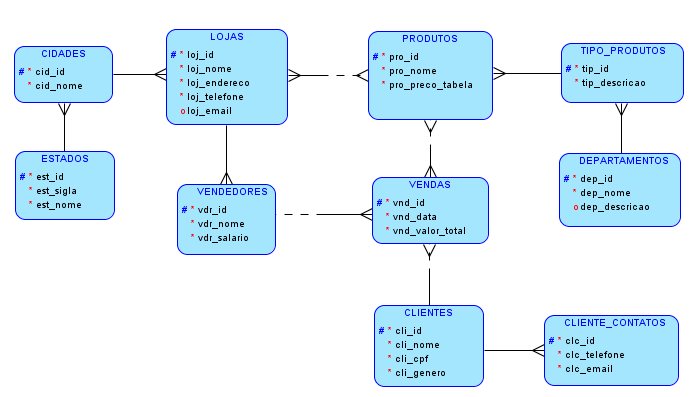 CIDADES
# * cid_id
* cid_nome
LOJAS
# * loj_id
* loj_nome
* loj_endereco
* loj_telefone
o loj_email
PRODUTOS
# * pro_id
* pro_nome
* pro_preco_tabela
TIPO_PRODUTOS
# * tip_id
* tip_descricao
ESTADOS
# * est_id
* est_sigla
* est_nome
VENDEDORES
# * vdr_id
* vdr_nome
* vdr_salario
VENDAS
# * vnd_id
* vnd_data
* vnd_valor_total
DEPARTAMENTOS
# * dep_id
* dep_nome
o dep_descricao
CLIENTES
# * cli_id
* cli_nome
* cli_cpf
* cli_genero
CLIENTE_CONTATOS
# * clc_id
* clc_telefone
* clc_email